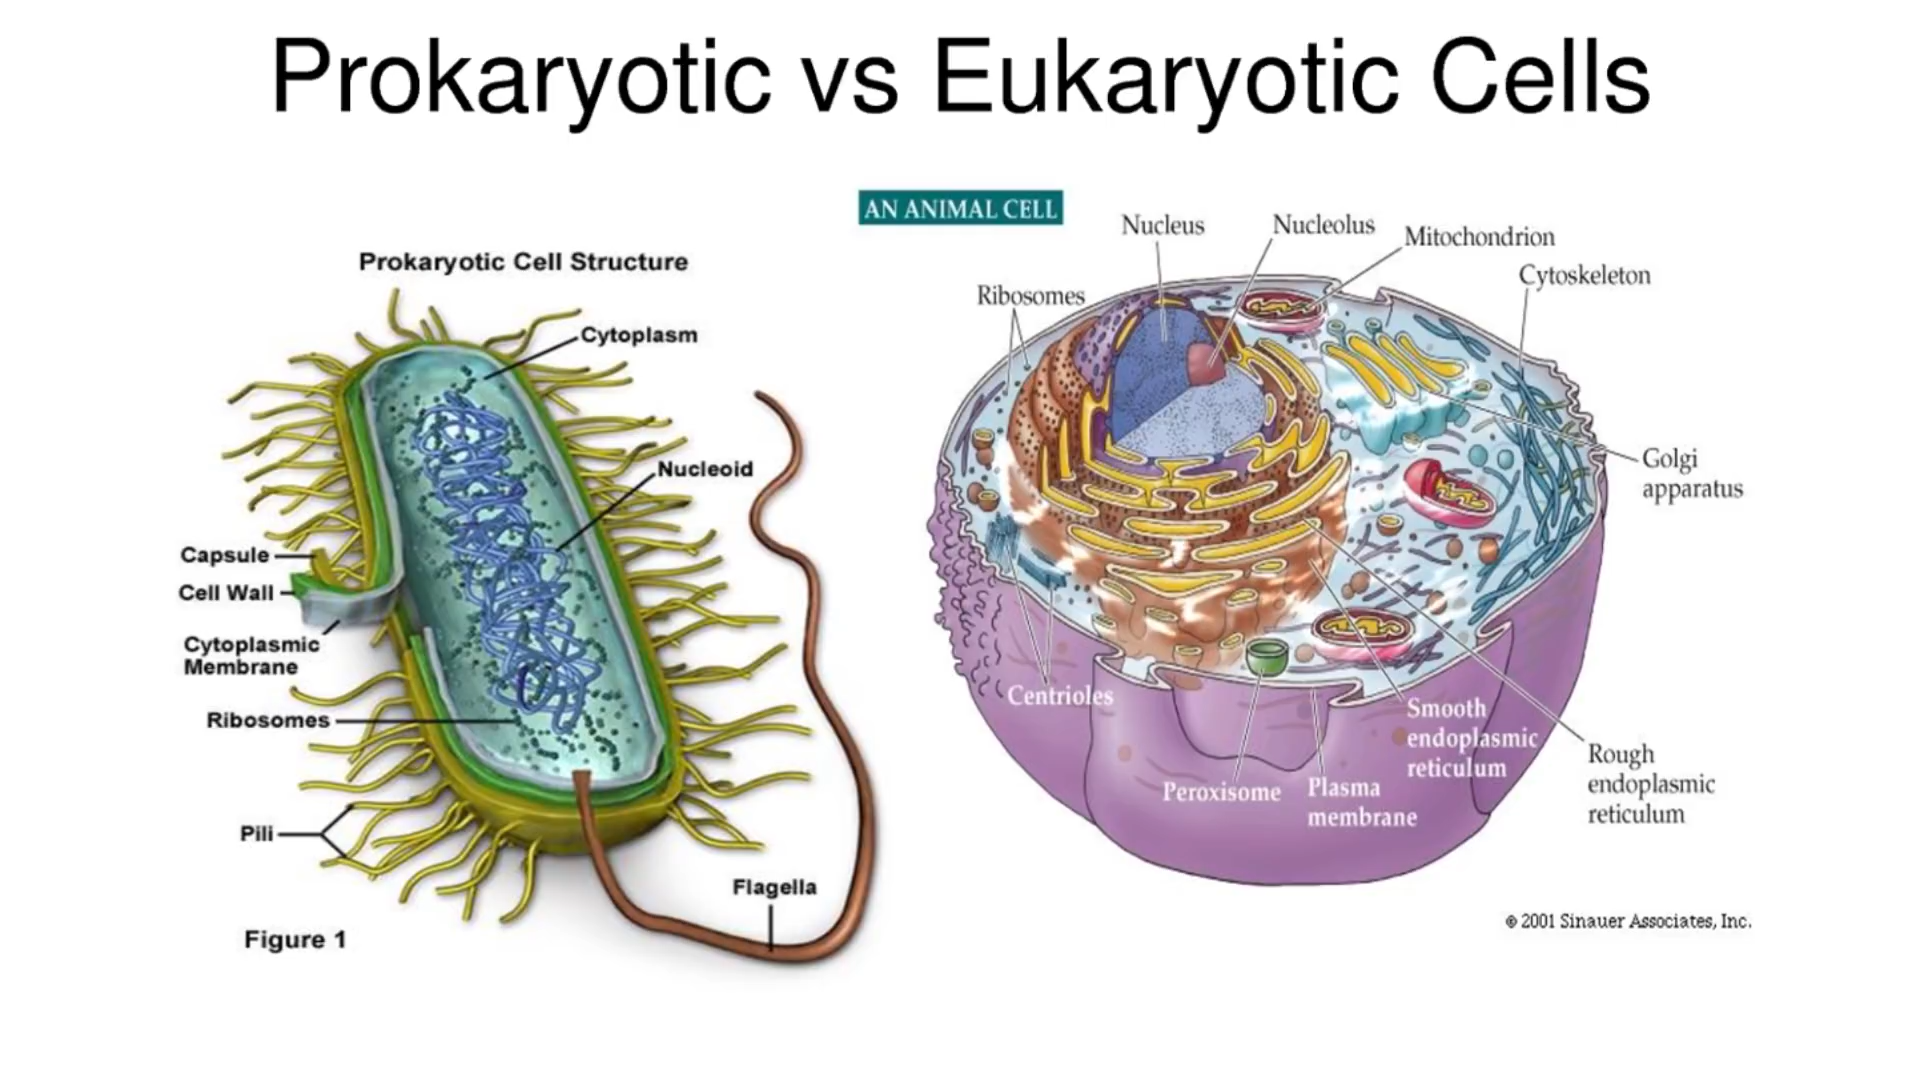 Prokaryotic vs Eukaryotic Cells
Prokaryotic Cell Structure
Cytoplasm
Nucleoid
Capsule
Cell Wall
Cytoplasmic
Membrane
Ribosomes
Pili
Flagella
Figure 1
AN ANIMAL CELL
Nucleus
Nucleolus
Mitochondrion
Cytoskeleton
Ribosomes
Golgi
apparatus
Centrioles
Smooth
endoplasmic
reticulum
Rough
endoplasmic
reticulum
Peroxisome
Plasma
membrane
© 2001 Sinauer Associates, Inc.